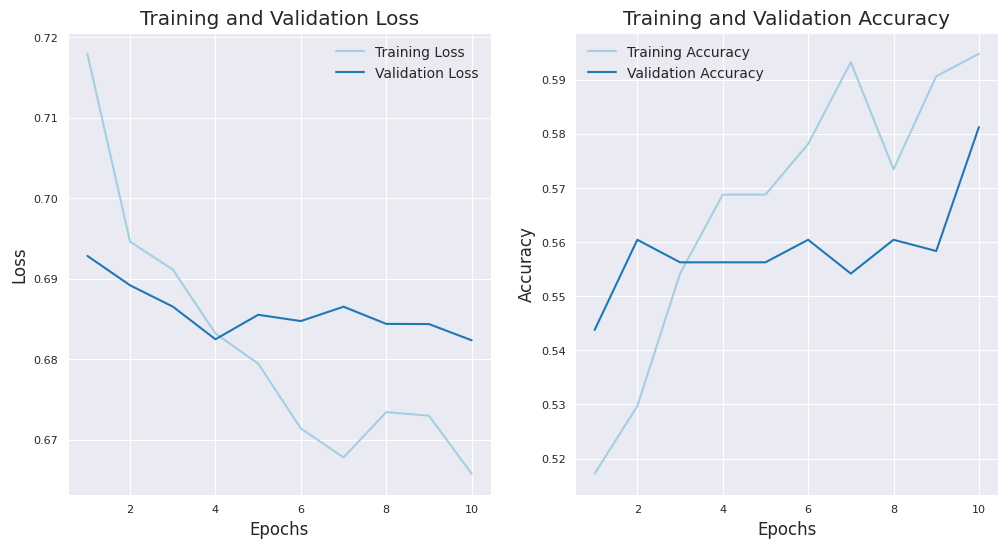 Training and Validation Loss
0.72
0.71
0.70
0.69
0.68
0.67
Loss
Training Loss
Validation Loss
2 4 6 8 10
Epochs
Training and Validation Accuracy
0.59
0.58
0.57
0.56
0.55
0.54
0.53
0.52
Accuracy
Training Accuracy
Validation Accuracy
2 4 6 8 10
Epochs